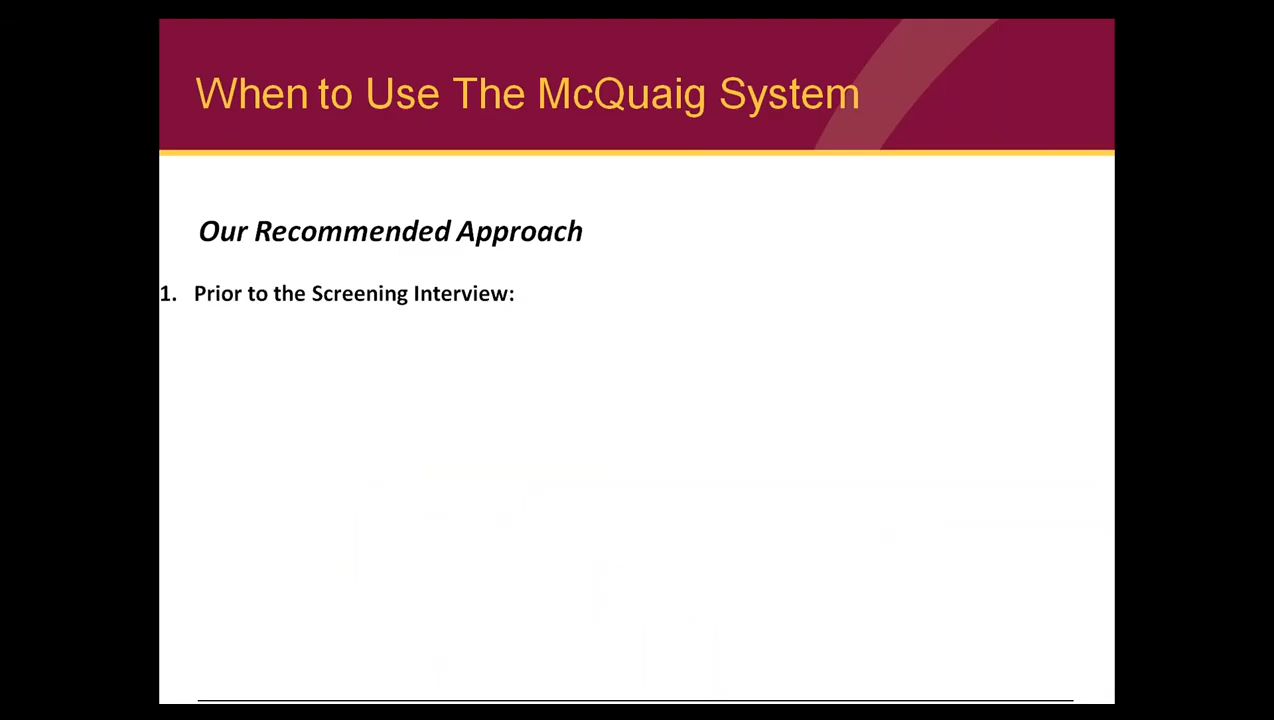 When to Use The McQuaig System
Our Recommended Approach
1. Prior to the Screening Interview: